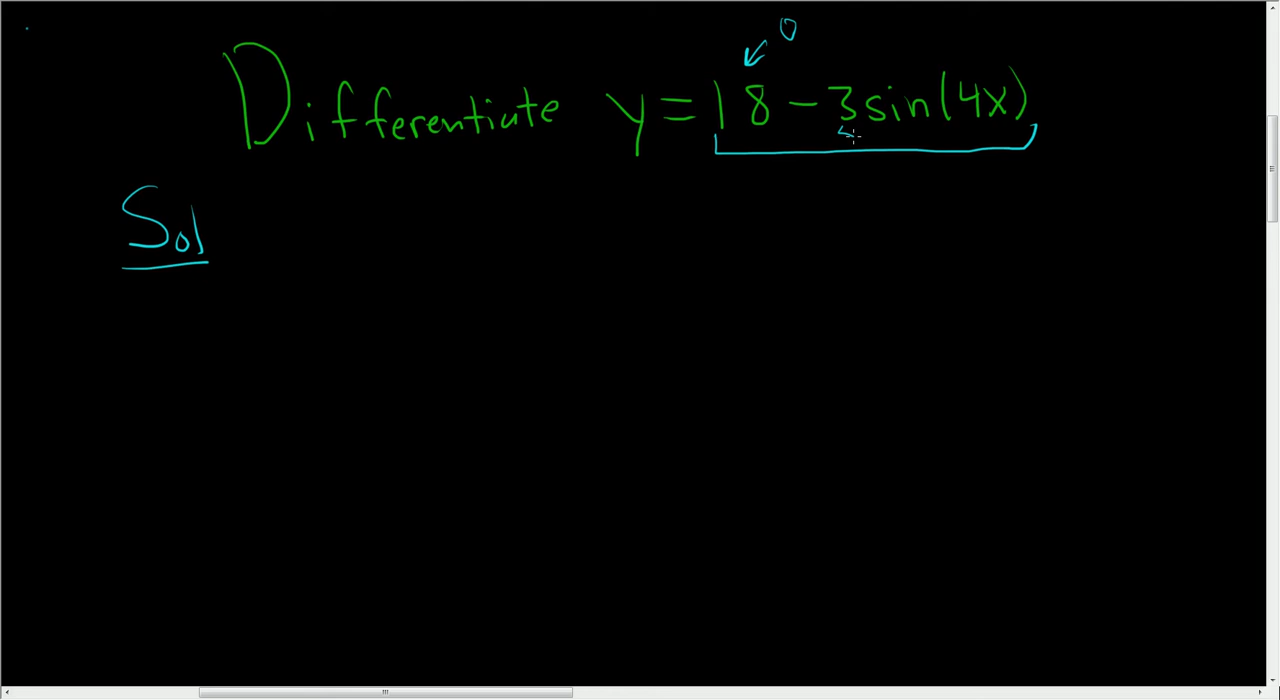 0
Differentiate y = 18 - 3sin(4x)
Sol